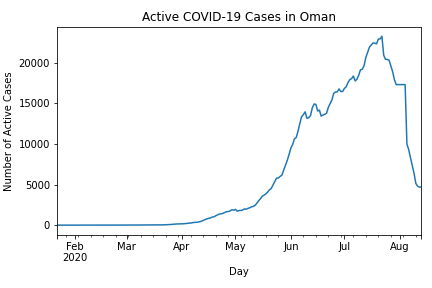 Active COVID-19 Cases in Oman
Number of Active Cases
20000
15000
10000
5000
0
Feb Mar Apr May Jun Jul Aug
2020
Day